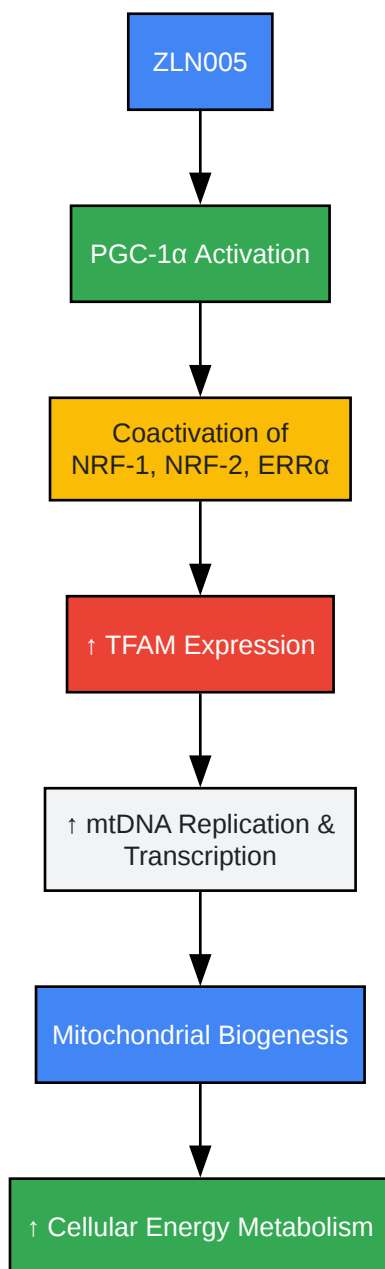 ZLN005
PGC-1α Activation
Coactivation of
NRF-1, NRF-2, ERRα
↑ TFAM Expression
↑ mtDNA Replication &
Transcription
Mitochondrial Biogenesis
↑ Cellular Energy Metabolism